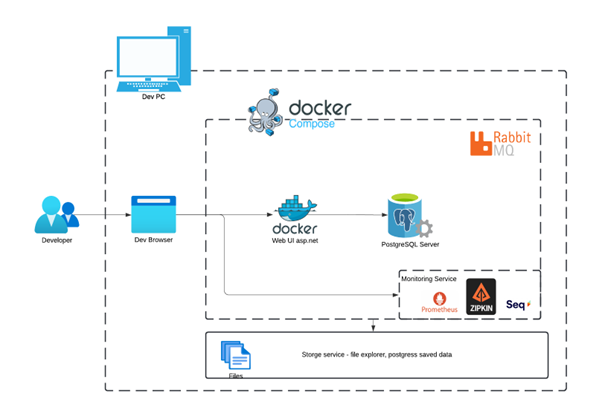 Dev PC
docker
Compose
Rabbit
MQ
Developer
Dev Browser
docker
Web UI asp.net
PostgreSQL Server
Monitoring Service
Prometheus
ZIPKIN
Seq
Storge service - file explorer, postgress saved data
Files